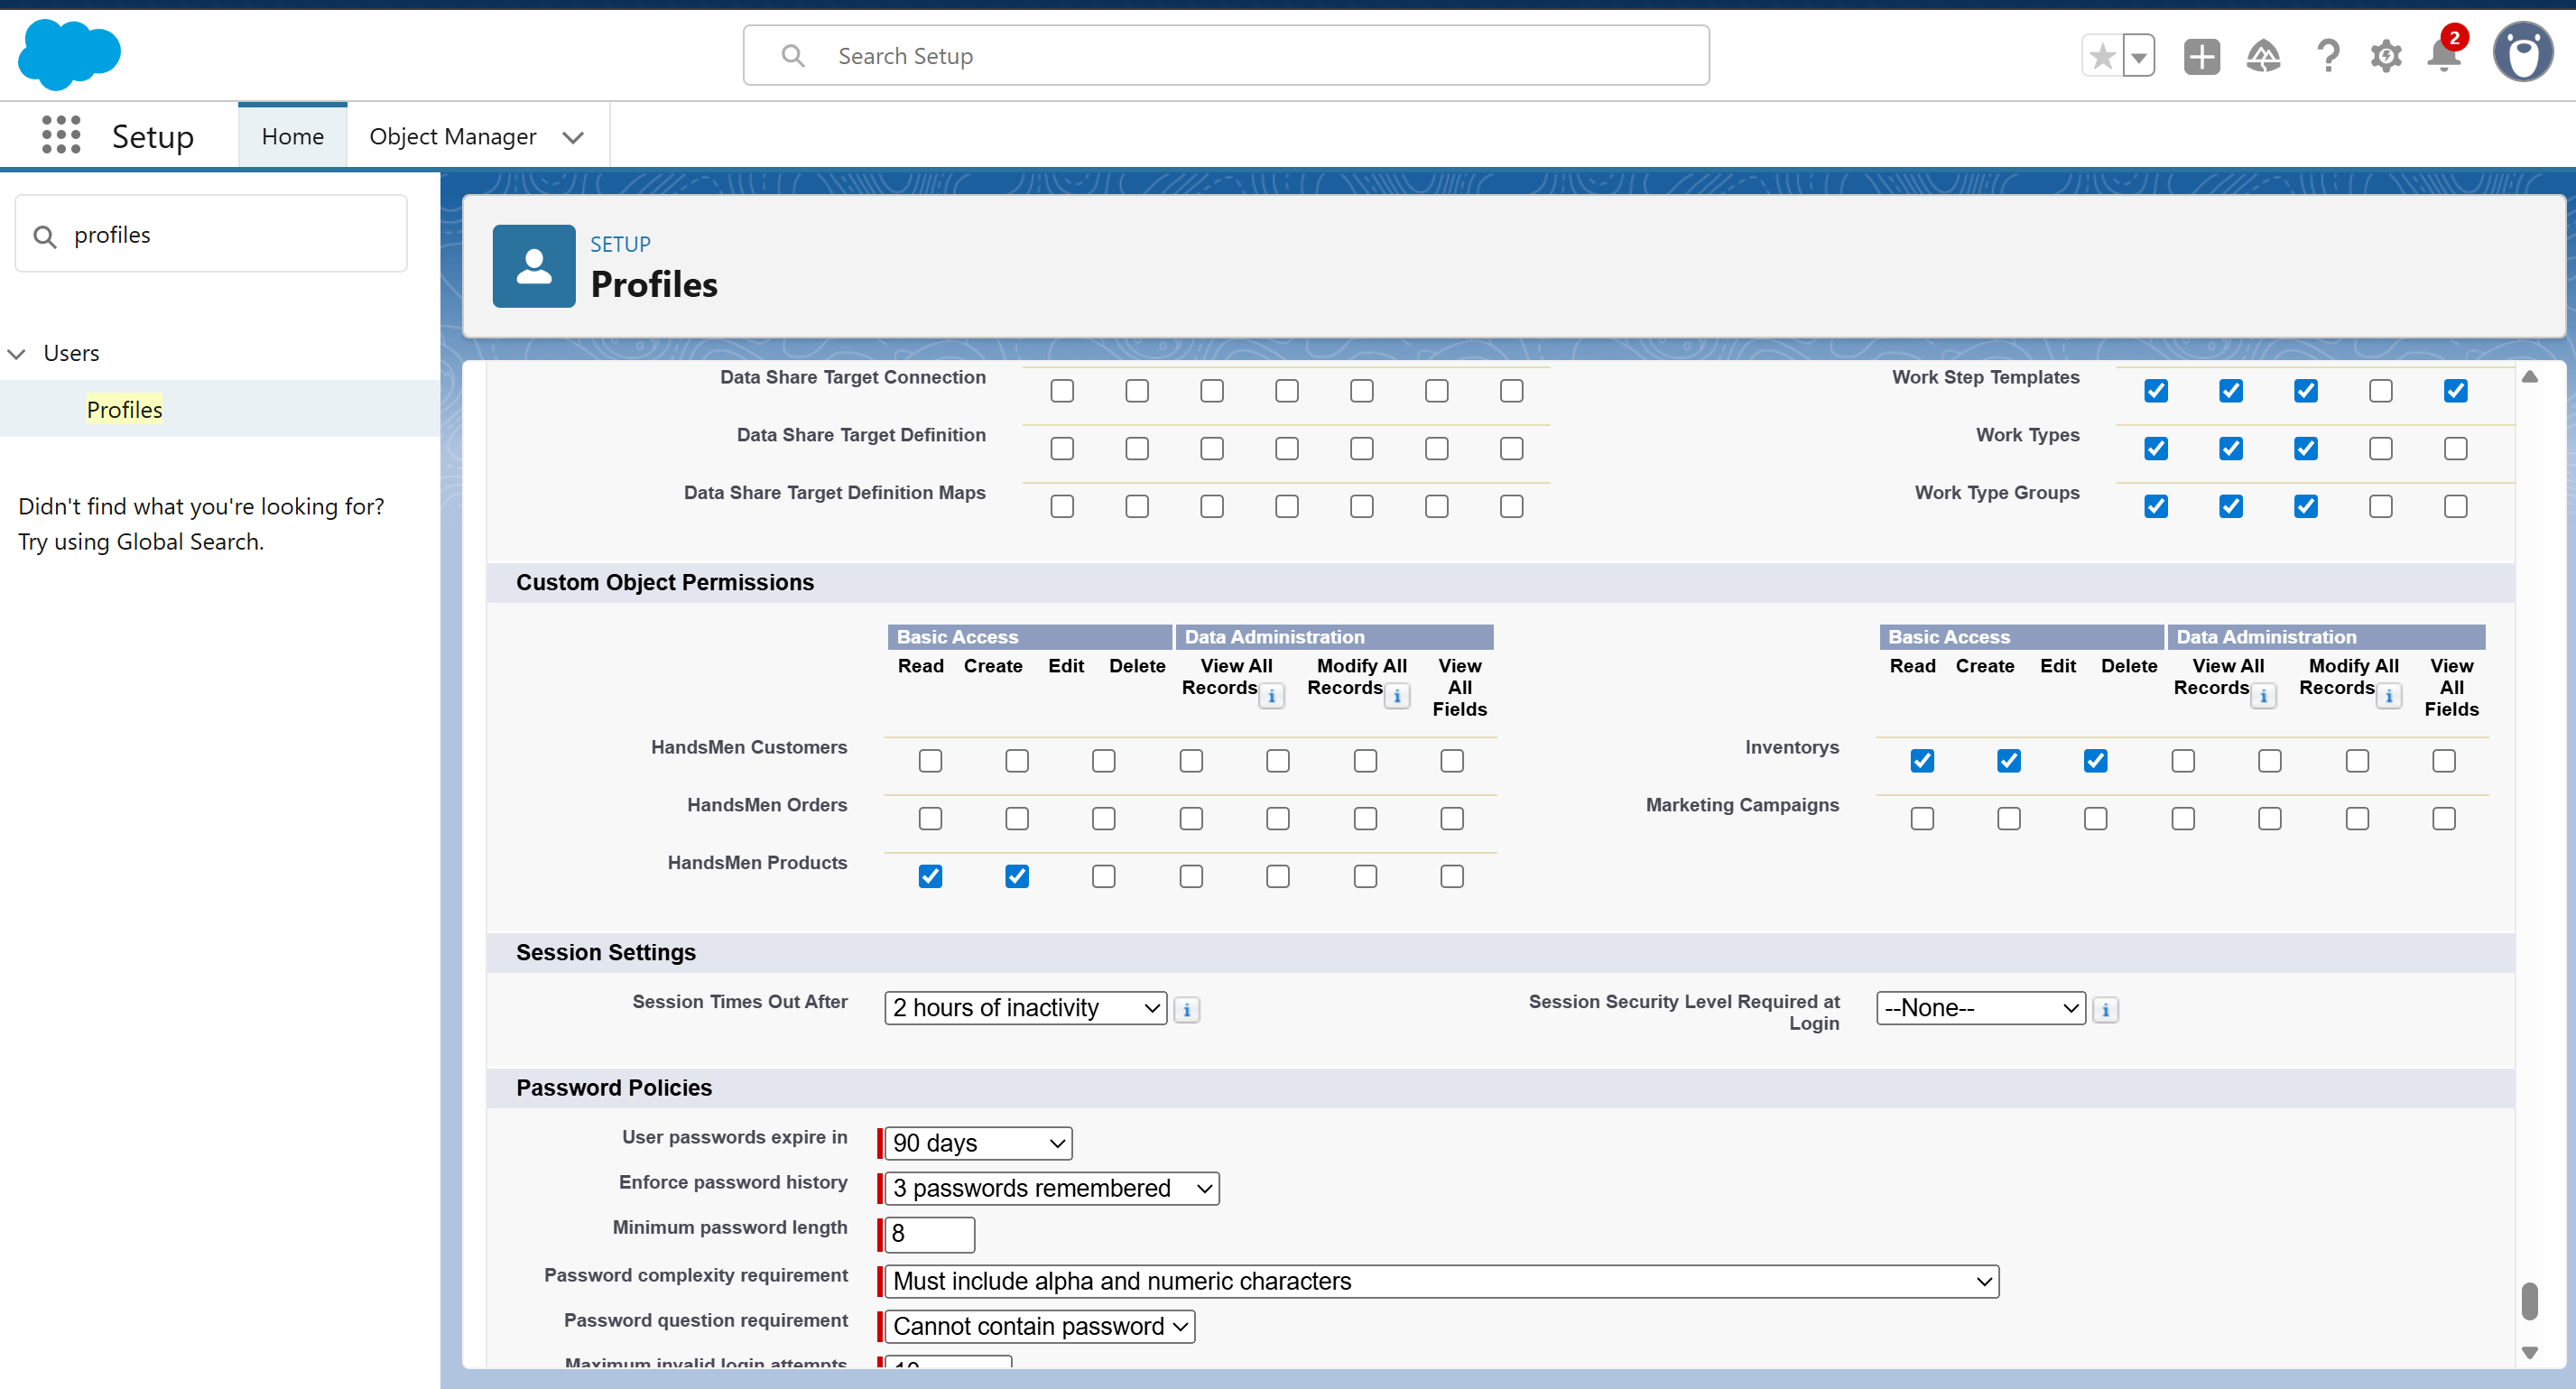 Search Setup
2
Setup
Home
Object Manager
profiles
Users
Profiles
Didn't find what you're looking for?
Try using Global Search.
SETUP
Profiles
Data Share Target Connection
Work Step Templates
Data Share Target Definition
Work Types
Data Share Target Definition Maps
Work Type Groups
Custom Object Permissions
Basic Access Data Administration
Read Create Edit Delete View All Records Modify All Records View All Fields
Basic Access Data Administration
Read Create Edit Delete View All Records Modify All Records View All Fields
HandsMen Customers
Inventorys
HandsMen Orders
Marketing Campaigns
HandsMen Products
Session Settings
Session Times Out After 2 hours of inactivity
Session Security Level Required at
Login
--None--
Password Policies
User passwords expire in 90 days
Enforce password history 3 passwords remembered
Minimum password length 8
Password complexity requirement Must include alpha and numeric characters
Password question requirement Cannot contain password
Maximum invalid login attempts 10